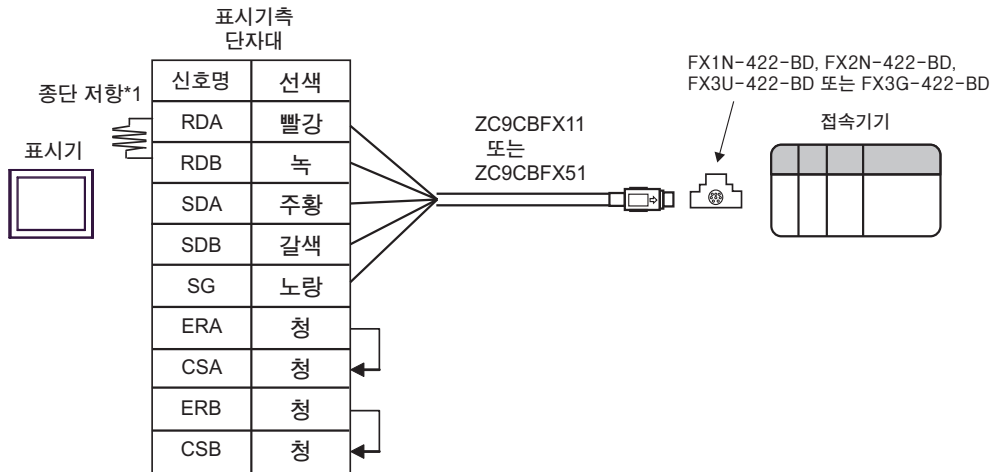 표시기측
단자대
종단 저항*1
표시기
신호명 선색
RDA 빨강
RDB 녹
SDA 주황
SDB 갈색
SG 노랑
ERA 청
CSA 청
ERB 청
CSB 청
ZC9CBFX11
또는
ZC9CBFX51
FX1N-422-BD, FX2N-422-BD,
FX3U-422-BD 또는 FX3G-422-BD
접속기기